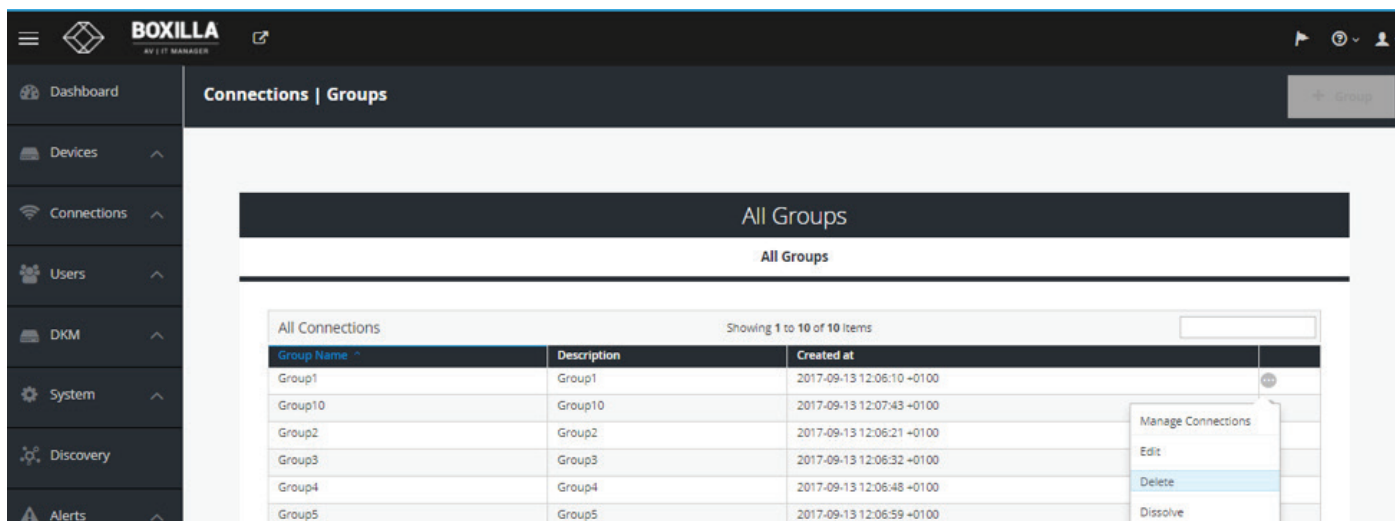 BOXILLA
AV | IT MANAGER
Dashboard
Connections | Groups
+ Group
Devices
Connections
All Groups
All Groups
Users
DKM
All Connections
Showing 1 to 10 of 10 items
Group Name Description Created at
Group1 Group1 2017-09-13 12:06:10 +0100
System
Group10 Group10 2017-09-13 12:07:43 +0100
Manage Connections
Group2 Group2 2017-09-13 12:06:21 +0100
Edit
Discovery
Group3 Group3 2017-09-13 12:06:32 +0100
Delete
Group4 Group4 2017-09-13 12:06:48 +0100
Dissolve
Alerts
Group5 Group5 2017-09-13 12:06:59 +0100